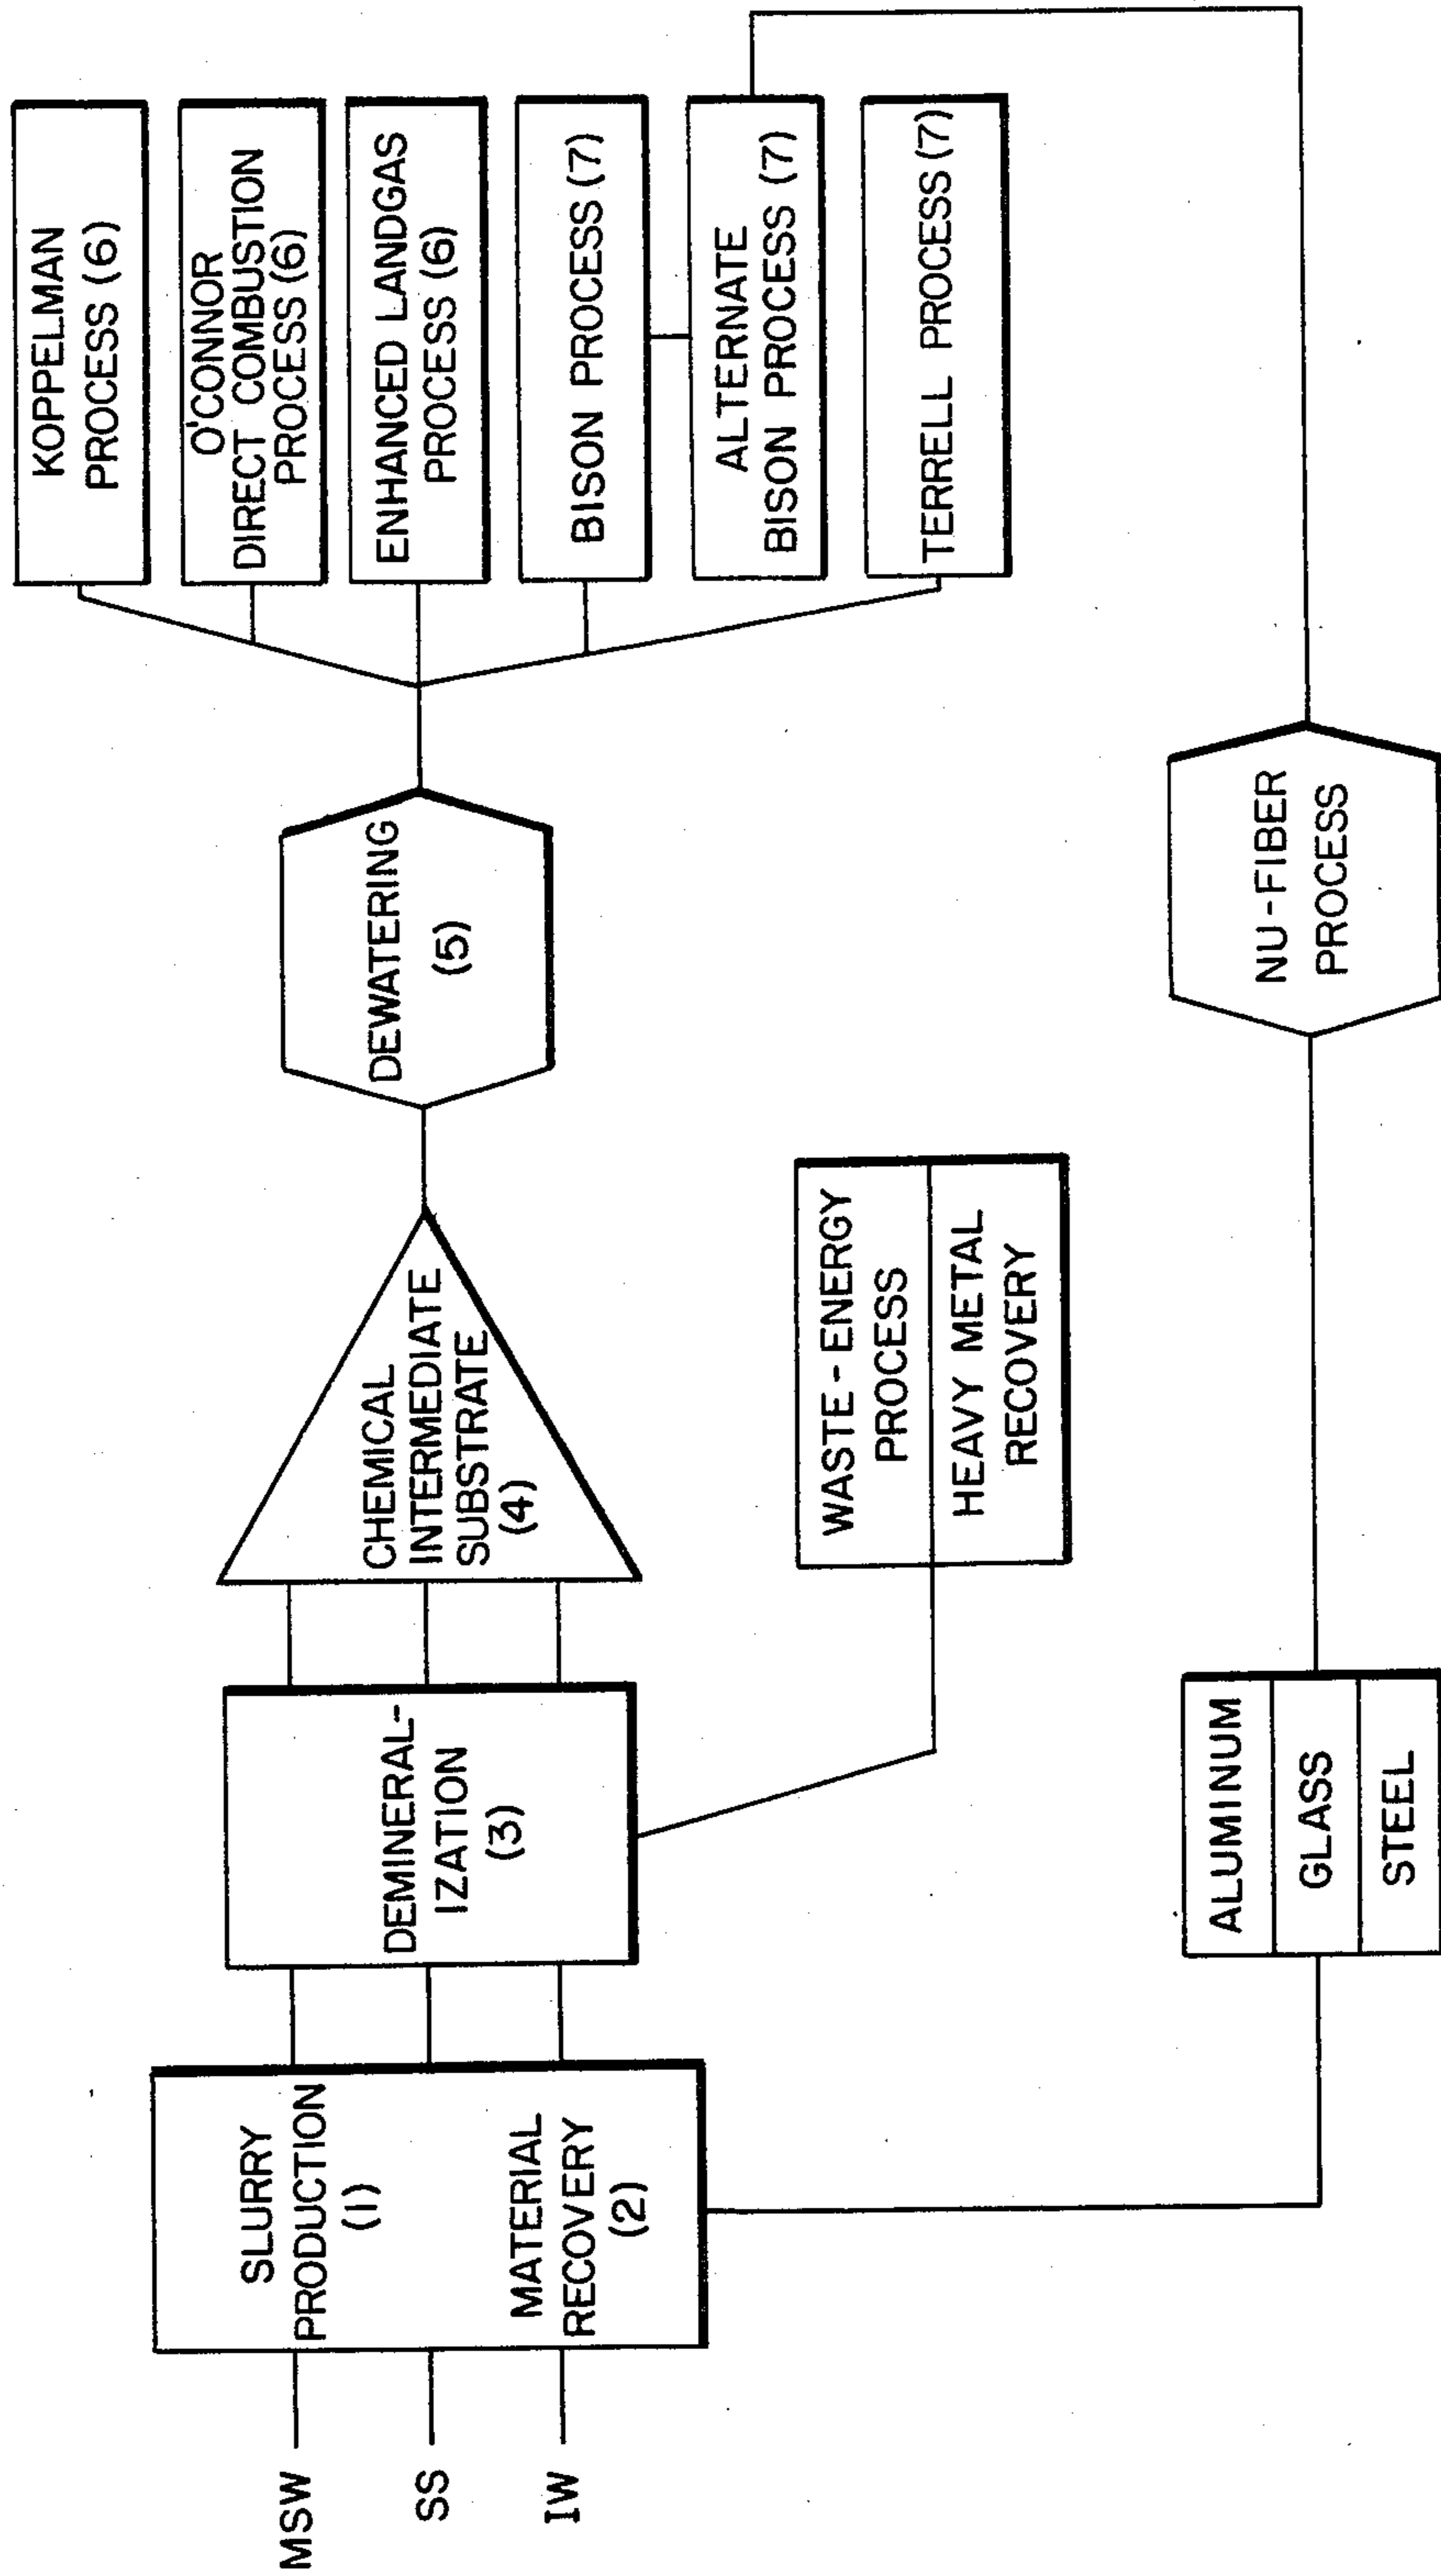 MSW
SS
IW
SLURRY
PRODUCTION
(1)
MATERIAL
RECOVERY
(2)
DEMINERAL-
IZATION
(3)
CHEMICAL
INTERMEDIATE
SUBSTRATE
(4)
DEWATERING
(5)
KOPPELMAN
PROCESS (6)
O'CONNOR
DIRECT COMBUSTION
PROCESS (6)
ENHANCED LANDGAS
PROCESS (6)
BISON PROCESS (7)
ALTERNATE
BISON PROCESS (7)
TERRELL PROCESS (7)
WASTE-ENERGY
PROCESS
HEAVY METAL
RECOVERY
ALUMINUM
GLASS
STEEL
NU-FIBER
PROCESS